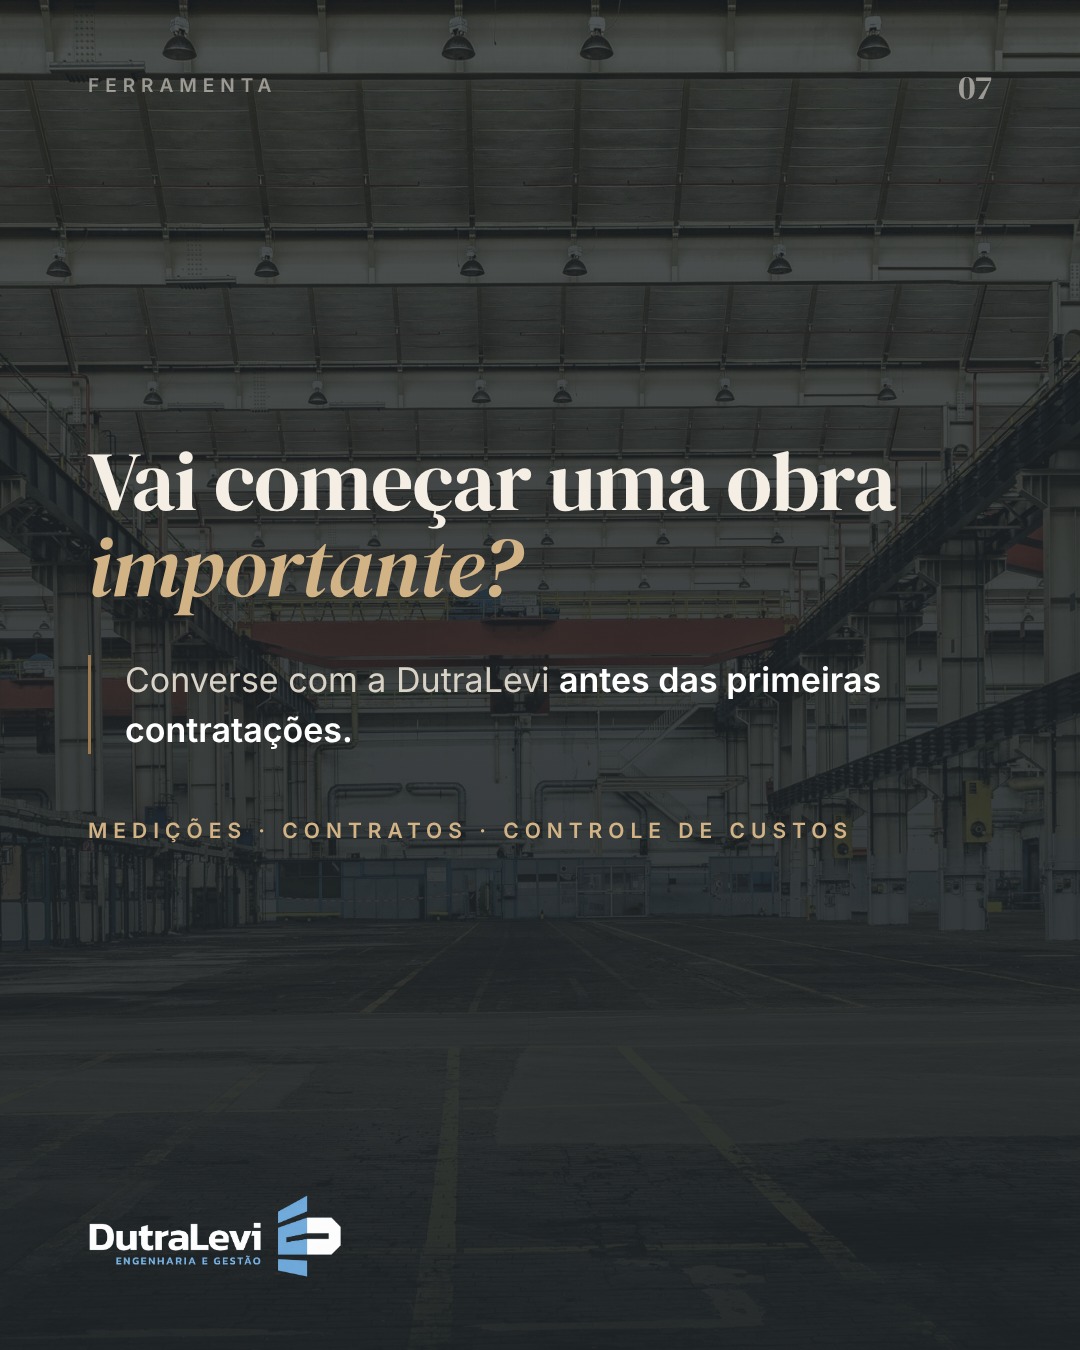 FERRAMENTA
07
Vai começar uma obra
importante?
Converse com a DutraLevi antes das primeiras
contratações.
MEDIÇÕES · CONTRATOS · CONTROLE DE CUSTOS
DutraLevi
ENGENHARIA E GESTÃO